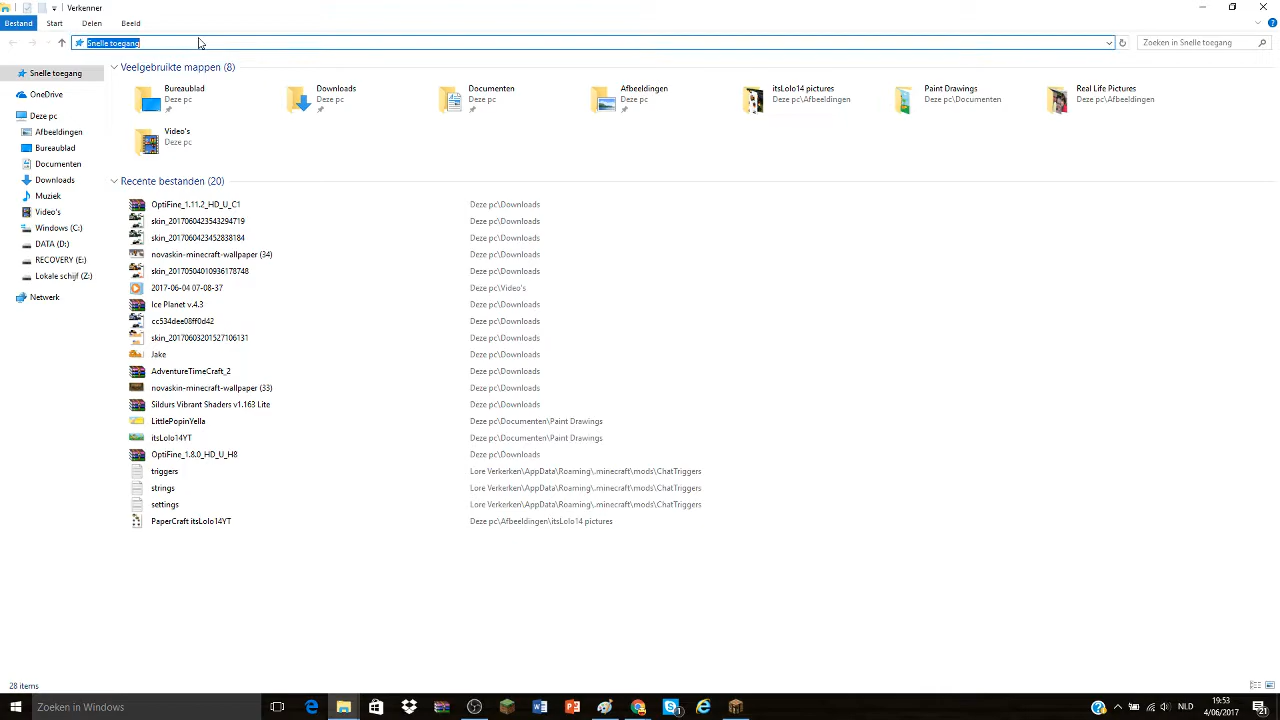 Verkenner
Bestand Start Delen Beeld
Snelle toegang
Zoeken in Snelle toegang
Snelle toegang
OneDrive
Deze pc
Afbeeldingen
Bureaublad
Documenten
Downloads
Muziek
Video's
Windows (C:)
DATA (D:)
RECOVERY (E:)
Lokale schijf (Z:)
Netwerk
Veelgebruikte mappen (8)
Bureaublad
Deze pc
Downloads
Deze pc
Documenten
Deze pc
Afbeeldingen
Deze pc
itsLolo14 pictures
Deze pc\Afbeeldingen
Paint Drawings
Deze pc\Documenten
Real Life Pictures
Deze pc\Afbeeldingen
Video's
Deze pc
Recente bestanden (20)
OptiFine_1.11.2_HD_U_C1 Deze pc\Downloads
skin_2017060423543294719 Deze pc\Downloads
skin_2017060423452838184 Deze pc\Downloads
novaskin-minecraft-wallpaper (34) Deze pc\Downloads
skin_20170504010936178748 Deze pc\Downloads
2017-06-04 07-08-37 Deze pc\Video's
Ice Planet v.4.3 Deze pc\Downloads
cc534dee08ff0d42 Deze pc\Downloads
skin_20170603201527106131 Deze pc\Downloads
Jake Deze pc\Downloads
AdventureTimeCraft_2 Deze pc\Downloads
novaskin-minecraft-wallpaper (33) Deze pc\Downloads
Sildurs Vibrant Shaders v1.163 Lite Deze pc\Downloads
LittlePopinYella Deze pc\Documenten\Paint Drawings
itsLolo14YT Deze pc\Documenten\Paint Drawings
OptiFine_1.8.0_HD_U_H8 Deze pc\Downloads
triggers Lore Verkerken\AppData\Roaming\.minecraft\mods\ChatTriggers
strings Lore Verkerken\AppData\Roaming\.minecraft\mods\ChatTriggers
settings Lore Verkerken\AppData\Roaming\.minecraft\mods\ChatTriggers
PaperCraft itsLolo14YT Deze pc\Afbeeldingen\itsLolo14 pictures
28 items
Zoeken in Windows
NLD
19:53
4/06/2017